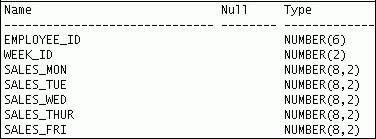 Name Null Type
------------------------------ -------- ----------------
EMPLOYEE_ID NUMBER(6)
WEEK_ID NUMBER(2)
SALES_MON NUMBER(8,2)
SALES_TUE NUMBER(8,2)
SALES_WED NUMBER(8,2)
SALES_THUR NUMBER(8,2)
SALES_FRI NUMBER(8,2)